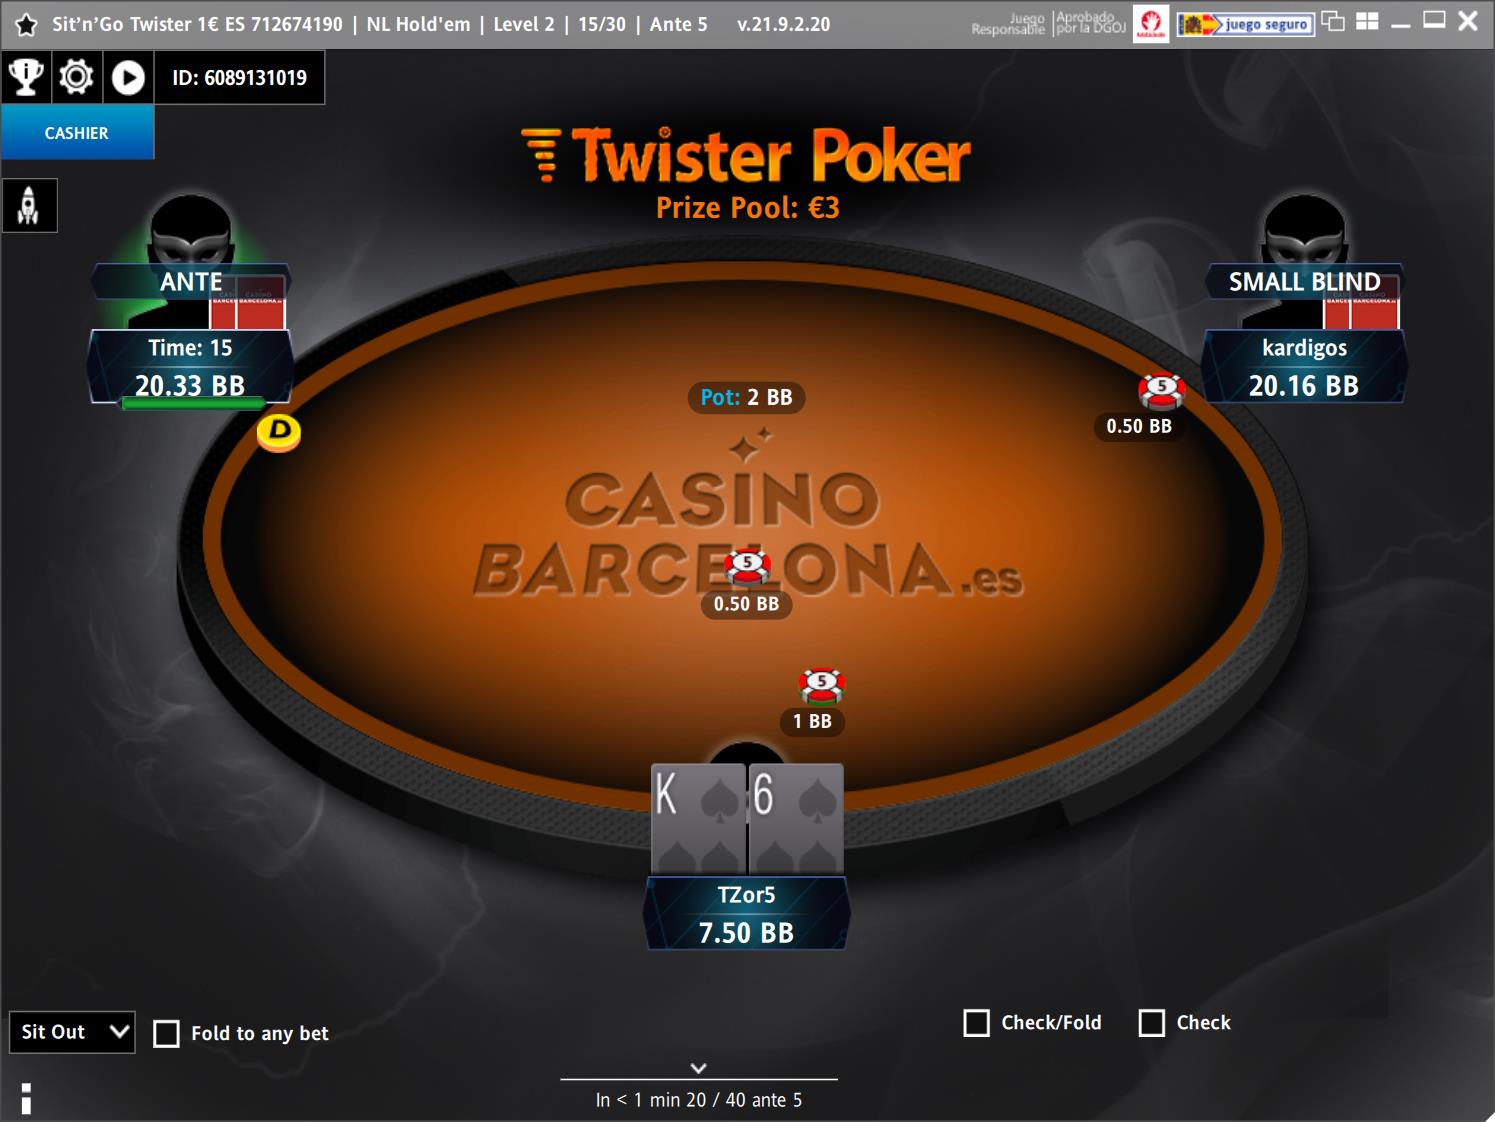 Sit'n'Go Twister 1€ ES 712674190 | NL Hold'em | Level 2 | 15/30 | Ante 5 v.21.9.2.20
Juego Responsable
Aprobado por la DGOJ
juego seguro
ID: 6089131019
CASHIER
Twister Poker
Prize Pool: €3
ANTE
Time: 15
20.33 BB
D
SMALL BLIND
kardigos
20.16 BB
5
0.50 BB
Pot: 2 BB
CASINO
BARCELONA.es
5
0.50 BB
5
1 BB
K 6
TZor5
7.50 BB
Sit Out
Fold to any bet
Check/Fold
Check
In < 1 min 20 / 40 ante 5